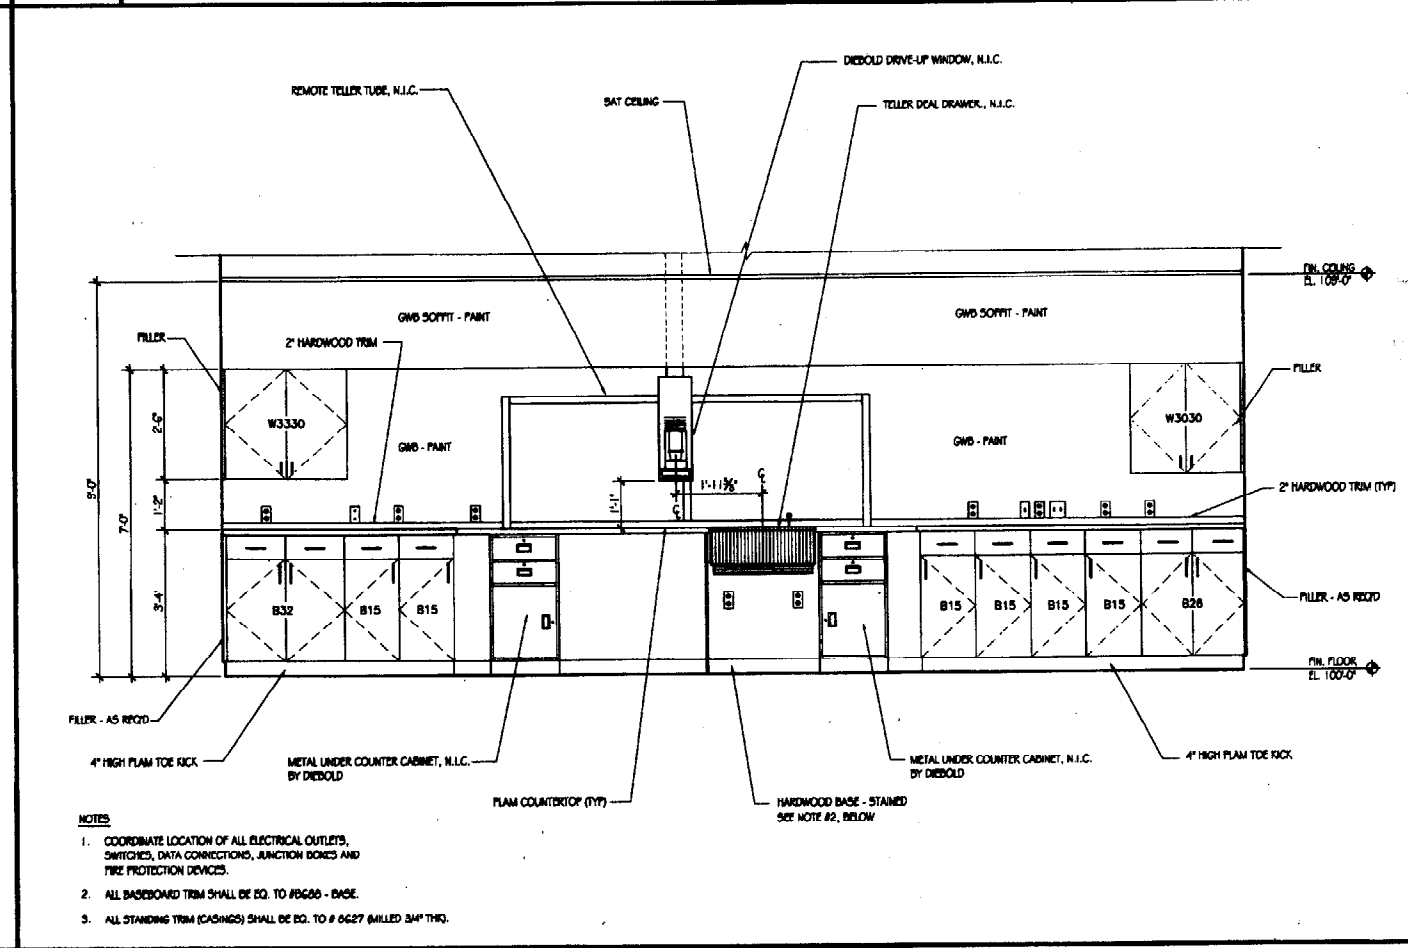 DIEBOLD DRIVE-UP WINDOW, N.I.C.
REMOTE TELLER TUBE, N.I.C.
SAT CEILING
TELLER DEAL DRAWER., N.I.C.
FIN. CEILING
EL. 109'-0"
GWB SOFFIT - PAINT
GWB SOFFIT - PAINT
FILLER
2" HARDWOOD TRIM
FILLER
W3330
W3030
2'-6"
GWB - PAINT
GWB - PAINT
9'-0"
7'-0"
1'-2"
1'-1"
1'-11 5/8"
2" HARDWOOD TRIM (TYP)
3'-4"
B32
B15
B15
B15
B15
B15
B15
FILLER - AS REQ'D
FIN. FLOOR
EL. 100'-0"
FILLER - AS REQ'D
4" HIGH PLAM TOE KICK
METAL UNDER COUNTER CABINET, N.I.C.
BY DIEBOLD
METAL UNDER COUNTER CABINET, N.I.C.
BY DIEBOLD
4" HIGH PLAM TOE KICK
PLAM COUNTERTOP (TYP)
HARDWOOD BASE - STAINED
SEE NOTE #2, BELOW
NOTES
1. COORDINATE LOCATION OF ALL ELECTRICAL OUTLETS,
SWITCHES, DATA CONNECTIONS, JUNCTION BOXES AND
FIRE PROTECTION DEVICES.
2. ALL BASEBOARD TRIM SHALL BE EQ. TO - BASE.
3. ALL STANDING TRIM (CASINGS) SHALL BE EQ. TO # (MILLED 3/4" THK).